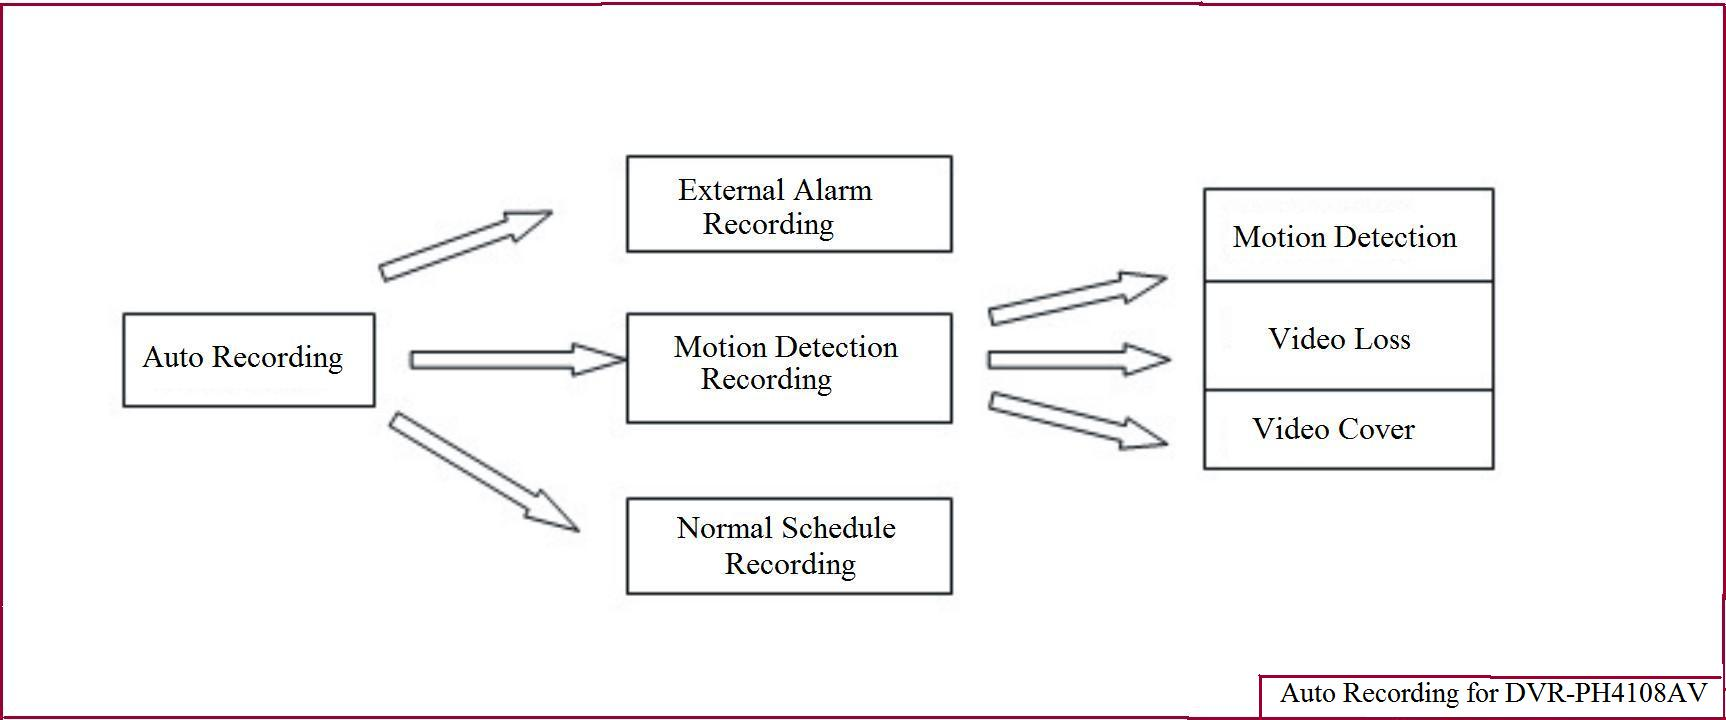 External Alarm
Recording
Auto Recording
Motion Detection
Recording
Normal Schedule
Recording
Motion Detection
Video Loss
Video Cover
Auto Recording for DVR-PH4108AV